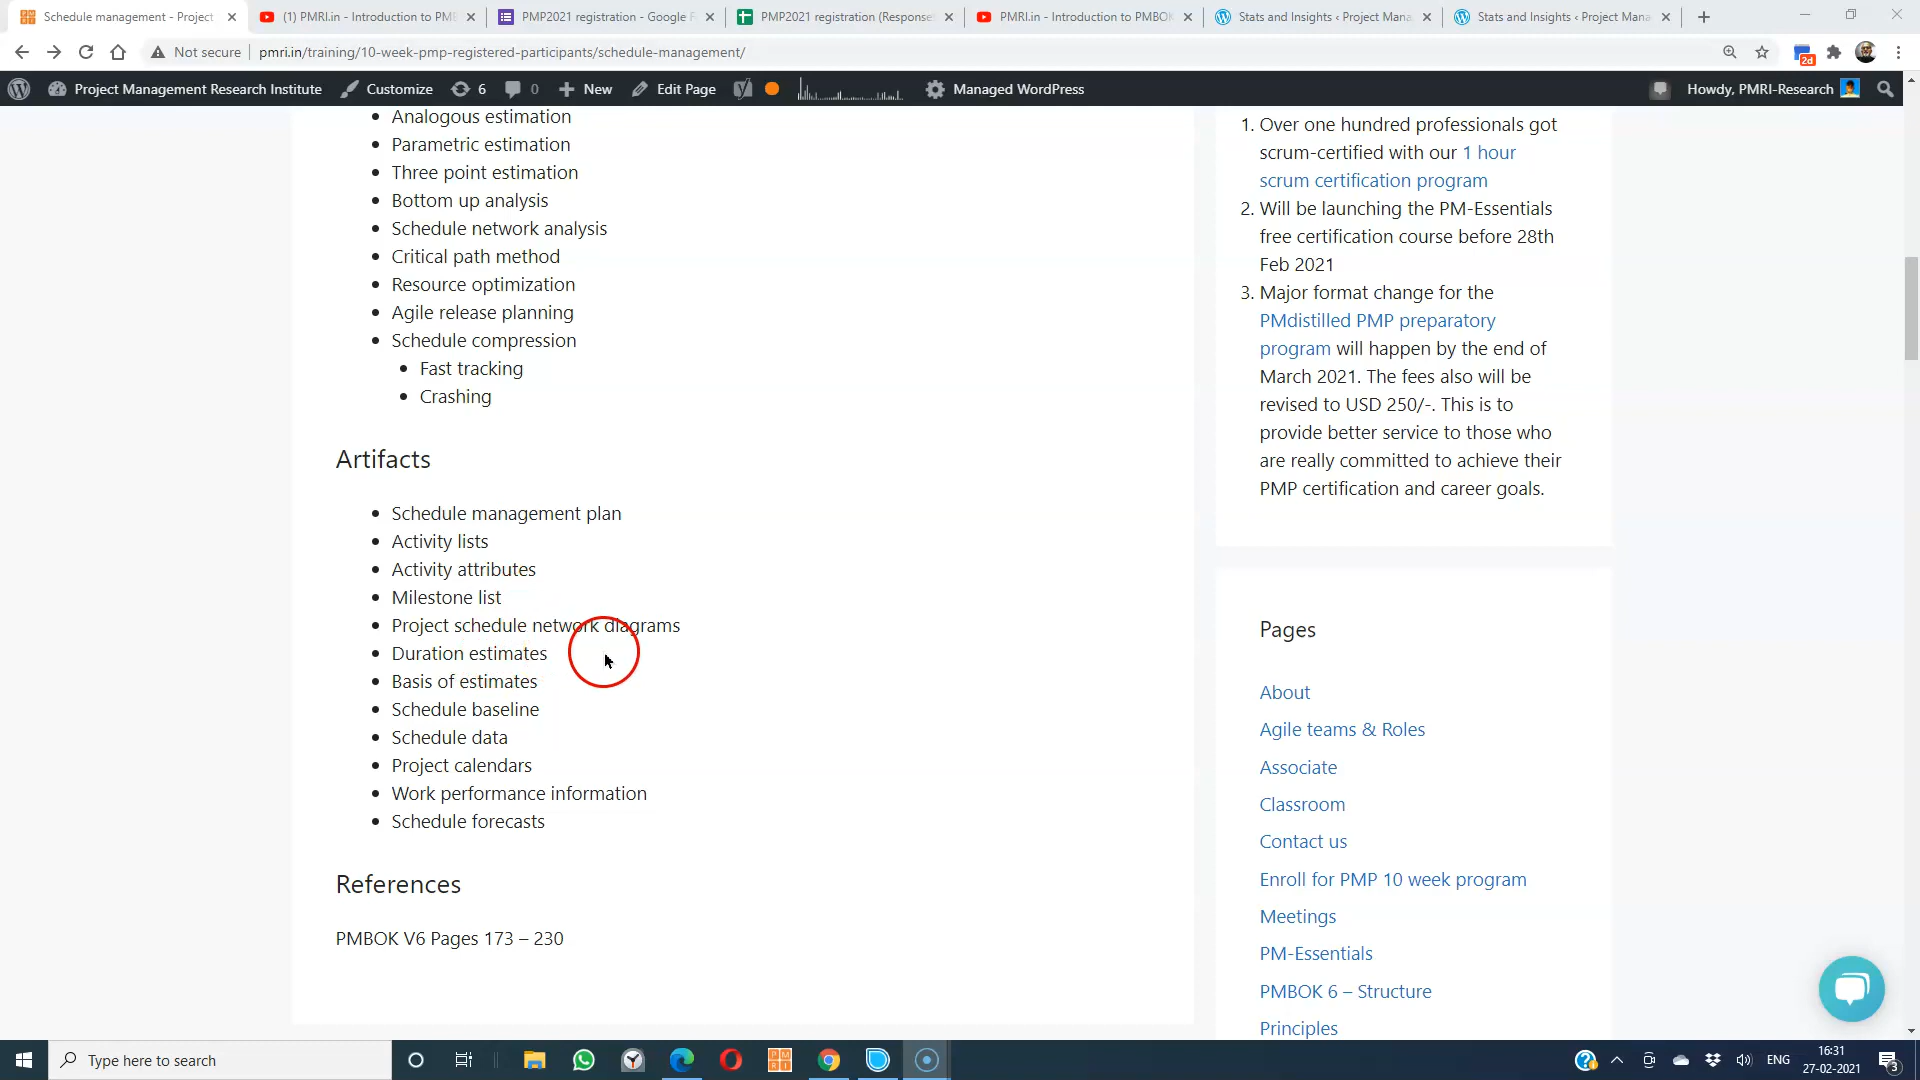 Schedule management - Project
(1) PMRI.in - Introduction to PMB
PMP2021 registration - Google F
PMP2021 registration (Response
PMRI.in - Introduction to PMBOK
Stats and Insights ‹ Project Mana
Stats and Insights ‹ Project Mana
Not secure
pmri.in/training/10-week-pmp-registered-participants/schedule-management/
2d
Project Management Research Institute
Customize
6
0
New
Edit Page
Managed WordPress
Howdy, PMRI-Research
Analogous estimation
Parametric estimation
Three point estimation
Bottom up analysis
Schedule network analysis
Critical path method
Resource optimization
Agile release planning
Schedule compression
Fast tracking
Crashing
Artifacts
Schedule management plan
Activity lists
Activity attributes
Milestone list
Project schedule network diagrams
Duration estimates
Basis of estimates
Schedule baseline
Schedule data
Project calendars
Work performance information
Schedule forecasts
References
PMBOK V6 Pages 173 – 230
1. Over one hundred professionals got
scrum-certified with our 1 hour
scrum certification program
2. Will be launching the PM-Essentials
free certification course before 28th
Feb 2021
3. Major format change for the
PMdistilled PMP preparatory
program will happen by the end of
March 2021. The fees also will be
revised to USD 250/-. This is to
provide better service to those who
are really committed to achieve their
PMP certification and career goals.
Pages
About
Agile teams & Roles
Associate
Classroom
Contact us
Enroll for PMP 10 week program
Meetings
PM-Essentials
PMBOK 6 – Structure
Principles
Type here to search
PM
RI
ENG
16:31
27-02-2021
3